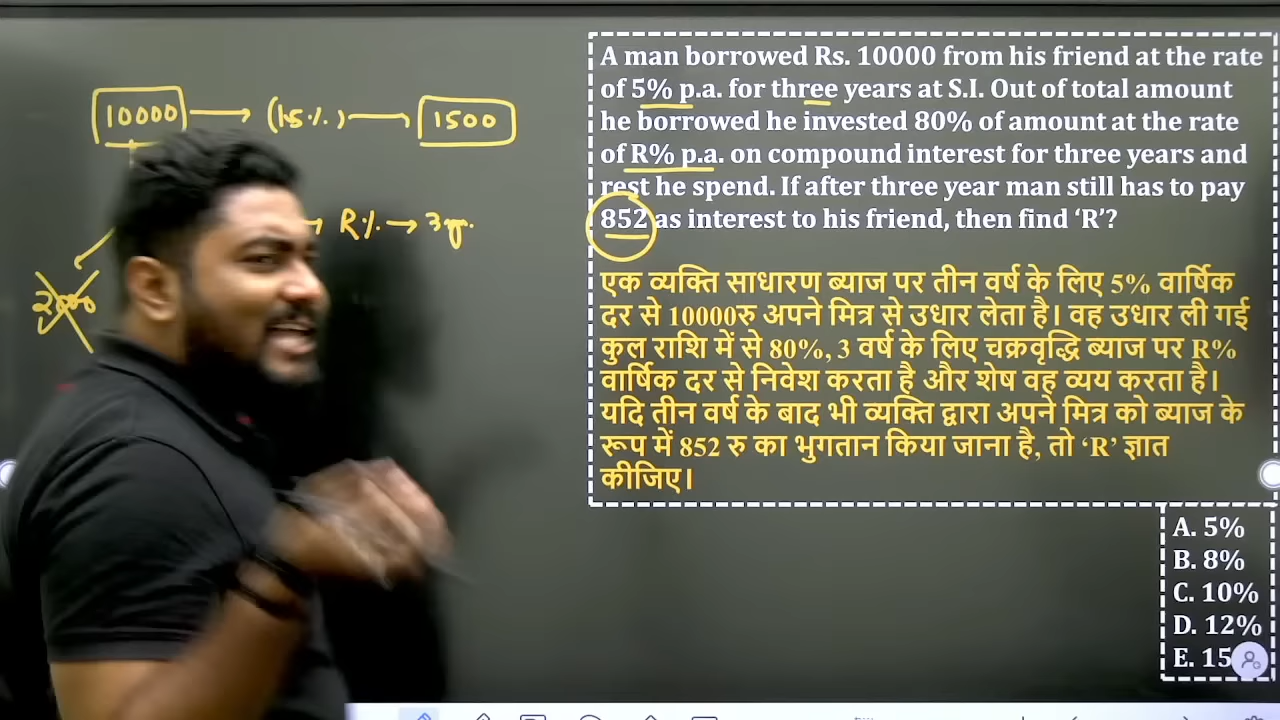 A man borrowed Rs. 10000 from his friend at the rate
of 5% p.a. for three years at S.I. Out of total amount
he borrowed he invested 80% of amount at the rate
of R% p.a. on compound interest for three years and
rest he spend. If after three year man still has to pay
852 as interest to his friend, then find ‘R’?
एक व्यक्ति साधारण ब्याज पर तीन वर्ष के लिए 5% वार्षिक
दर से 10000रु अपने मित्र से उधार लेता है। वह उधार ली गई
कुल राशि में से 80%, 3 वर्ष के लिए चक्रवृद्धि ब्याज पर R%
वार्षिक दर से निवेश करता है और शेष वह व्यय करता है।
यदि तीन वर्ष के बाद भी व्यक्ति द्वारा अपने मित्र को ब्याज के
रूप में 852 रु का भुगतान किया जाना है, तो ‘R’ ज्ञात
कीजिए।
A. 5%
B. 8%
C. 10%
D. 12%
E. 15
10000 → (15%) → 1500
→ R% → 3yr.
2000